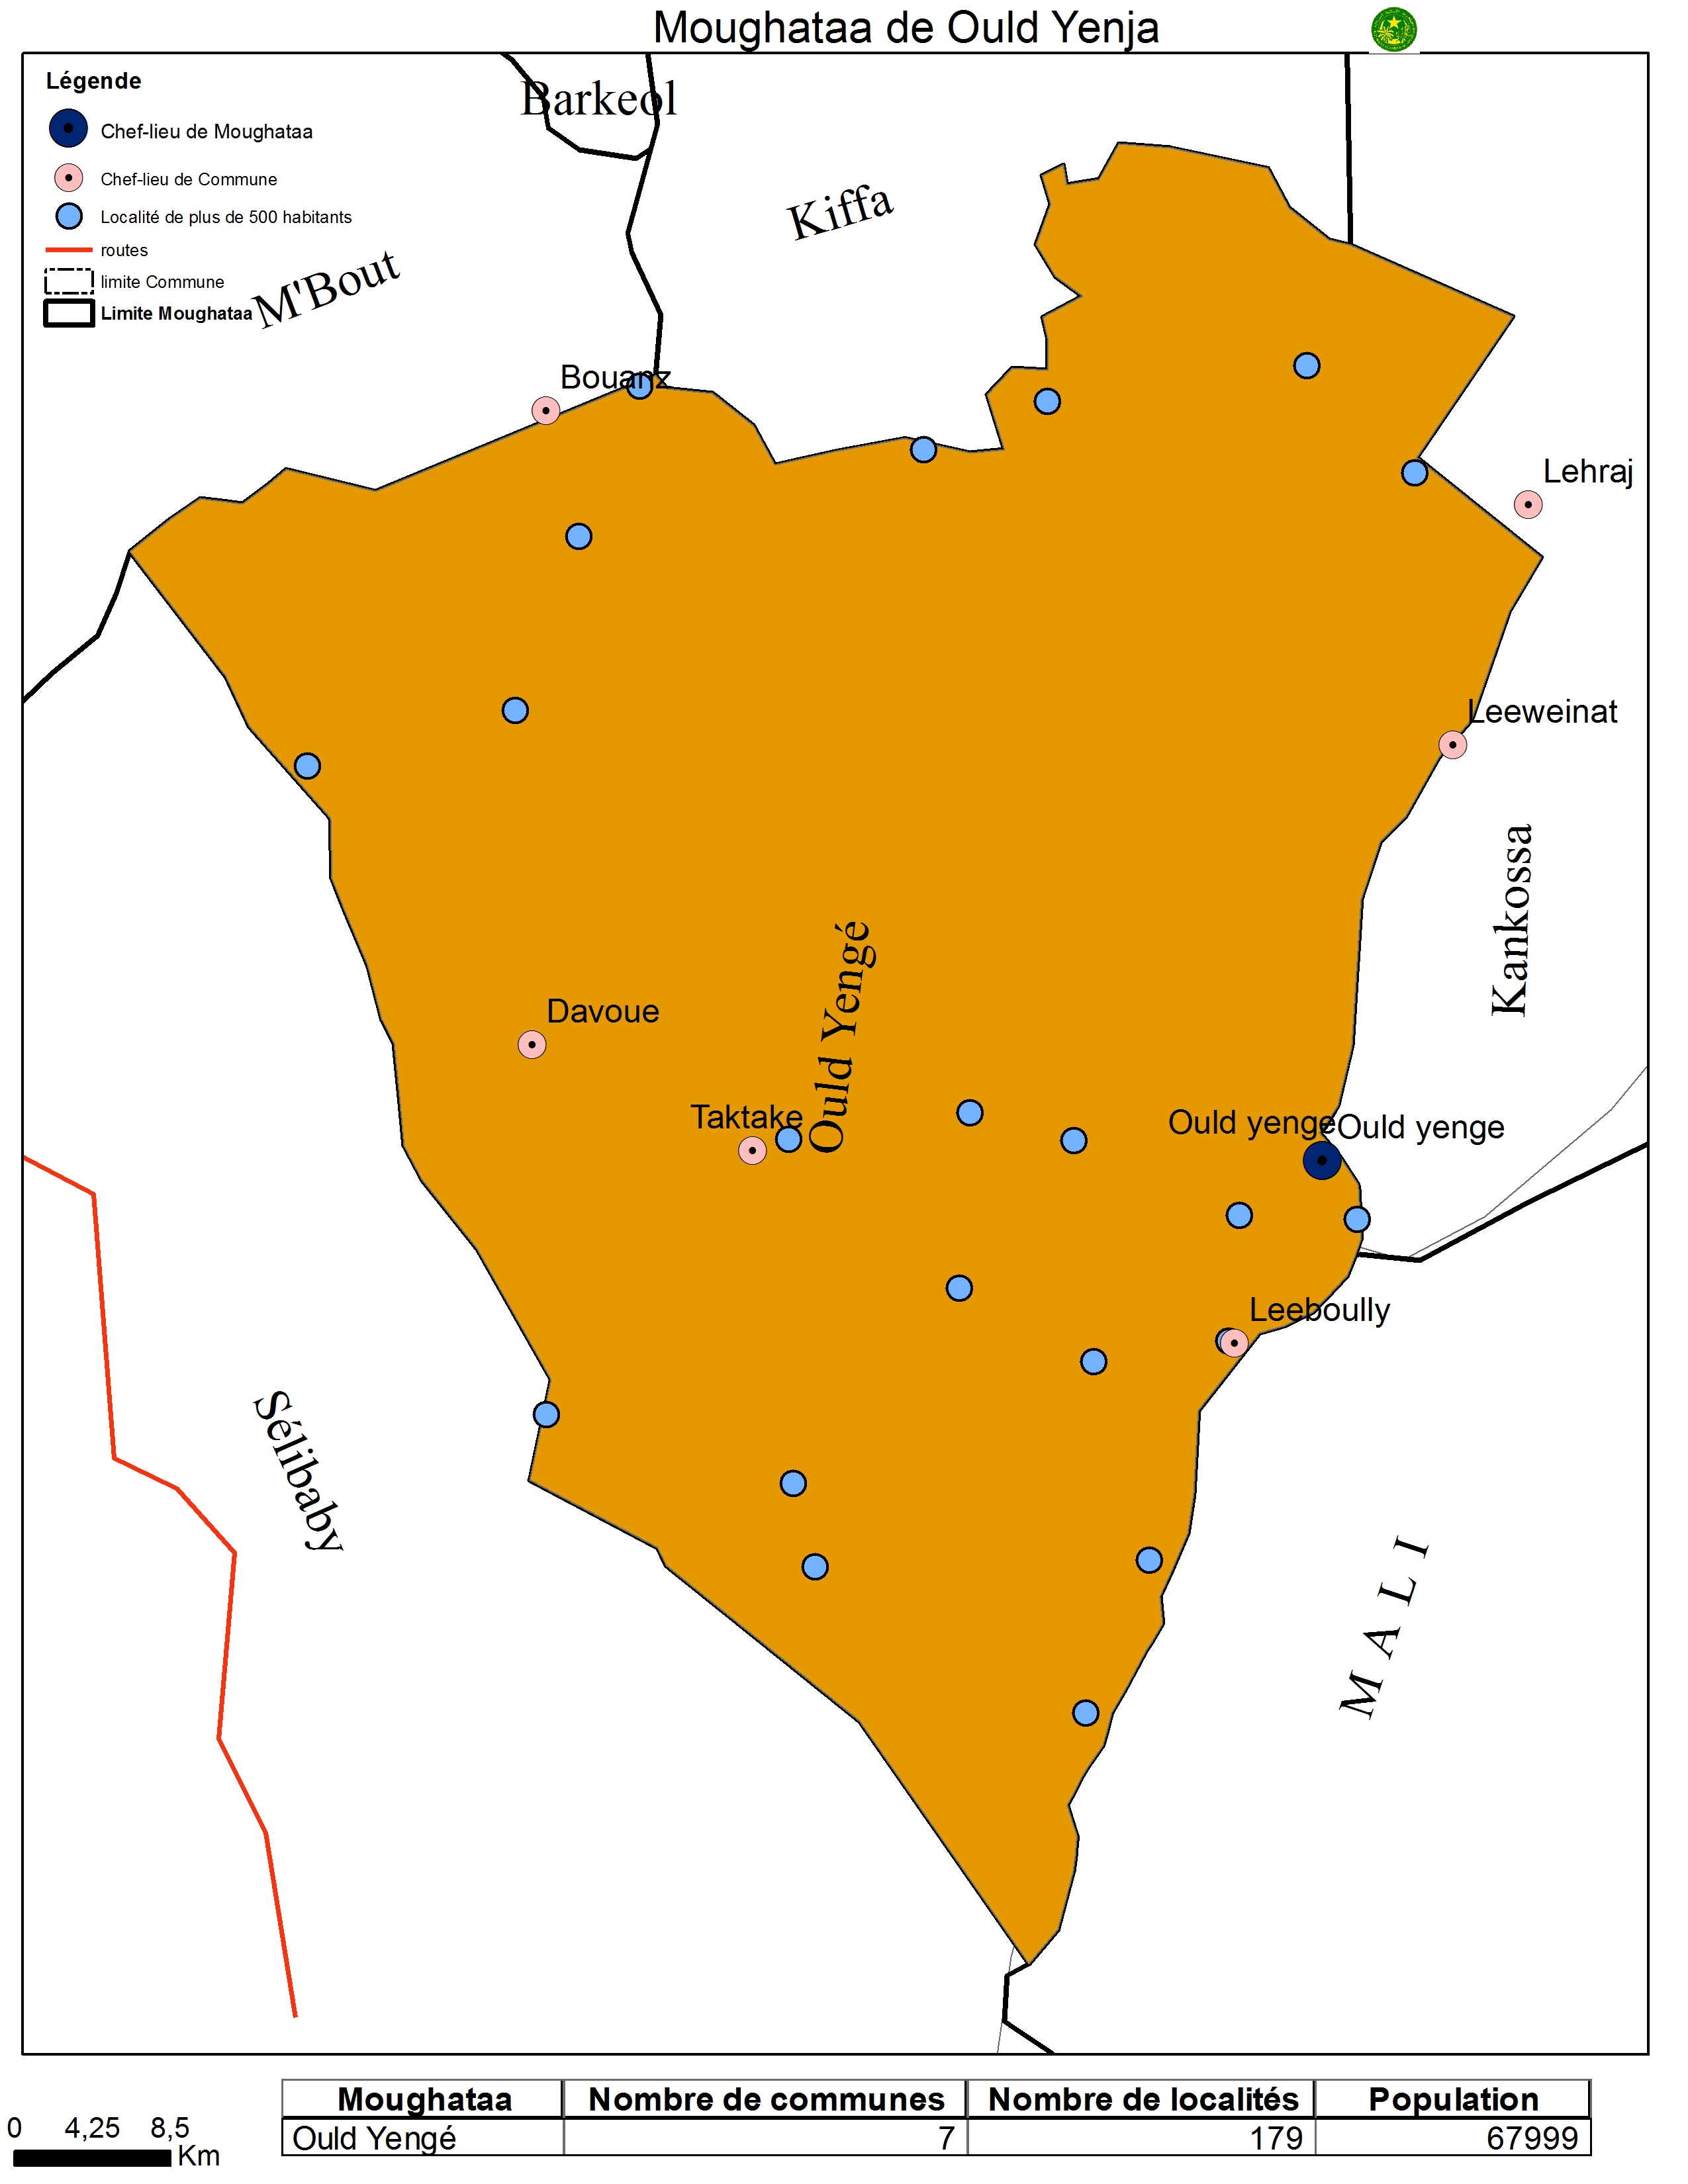 Moughataa de Ould Yenja
Légende
Chef-lieu de Moughataa
Chef-lieu de Commune
Localité de plus de 500 habitants
routes
limite Commune
Limite Moughataa
Barkeol
Kiffa
M'Bout
Bouanz
Lehraj
Leeweinat
Kankossa
Ould Yengé
Davoue
Taktake
Ould yenge
Ould yenge
Leeboully
Sélibaby
MALI
0 4,25 8,5
Km
Moughataa Nombre de communes Nombre de localités Population
Ould Yengé 7 179 67999